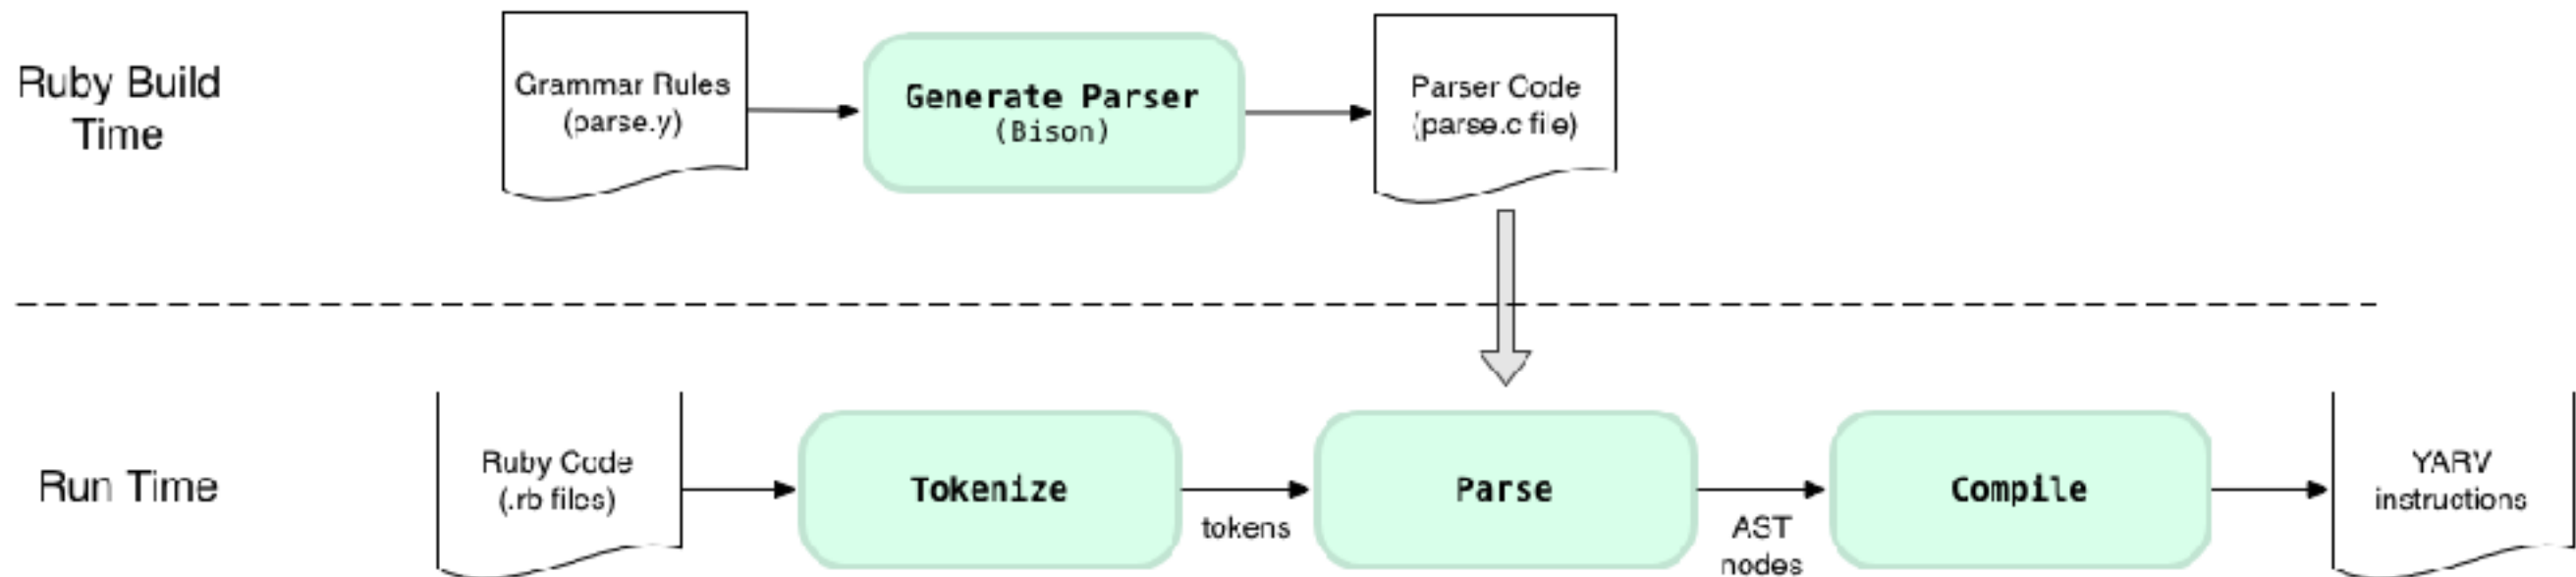 Ruby Build
Time
Grammar Rules
(parse.y)
Generate Parser
(Bison)
Parser Code
(parse.c file)
Run Time
Ruby Code
(.rb files)
Tokenize
tokens
Parse
AST
nodes
Compile
YARV
instructions